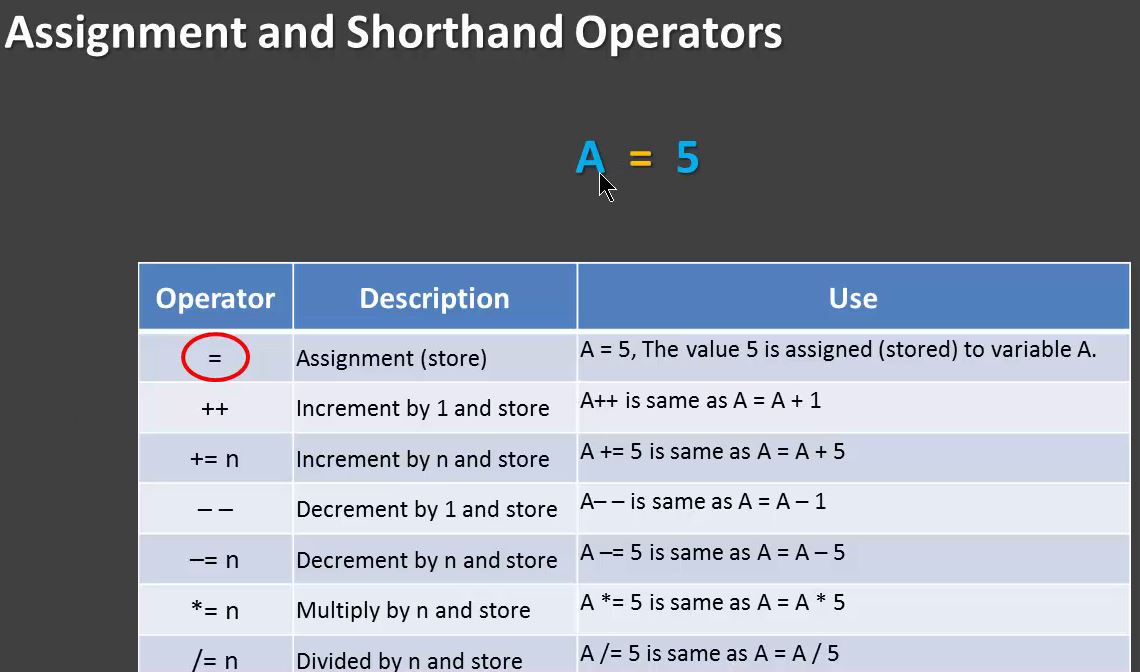 Assignment and Shorthand Operators
A = 5
Operator Description Use
= Assignment (store) A = 5, The value 5 is assigned (stored) to variable A.
++ Increment by 1 and store A++ is same as A = A + 1
+= n Increment by n and store A += 5 is same as A = A + 5
– – Decrement by 1 and store A– – is same as A = A – 1
–= n Decrement by n and store A –= 5 is same as A = A – 5
*= n Multiply by n and store A *= 5 is same as A = A * 5
/= n Divided by n and store A /= 5 is same as A = A / 5